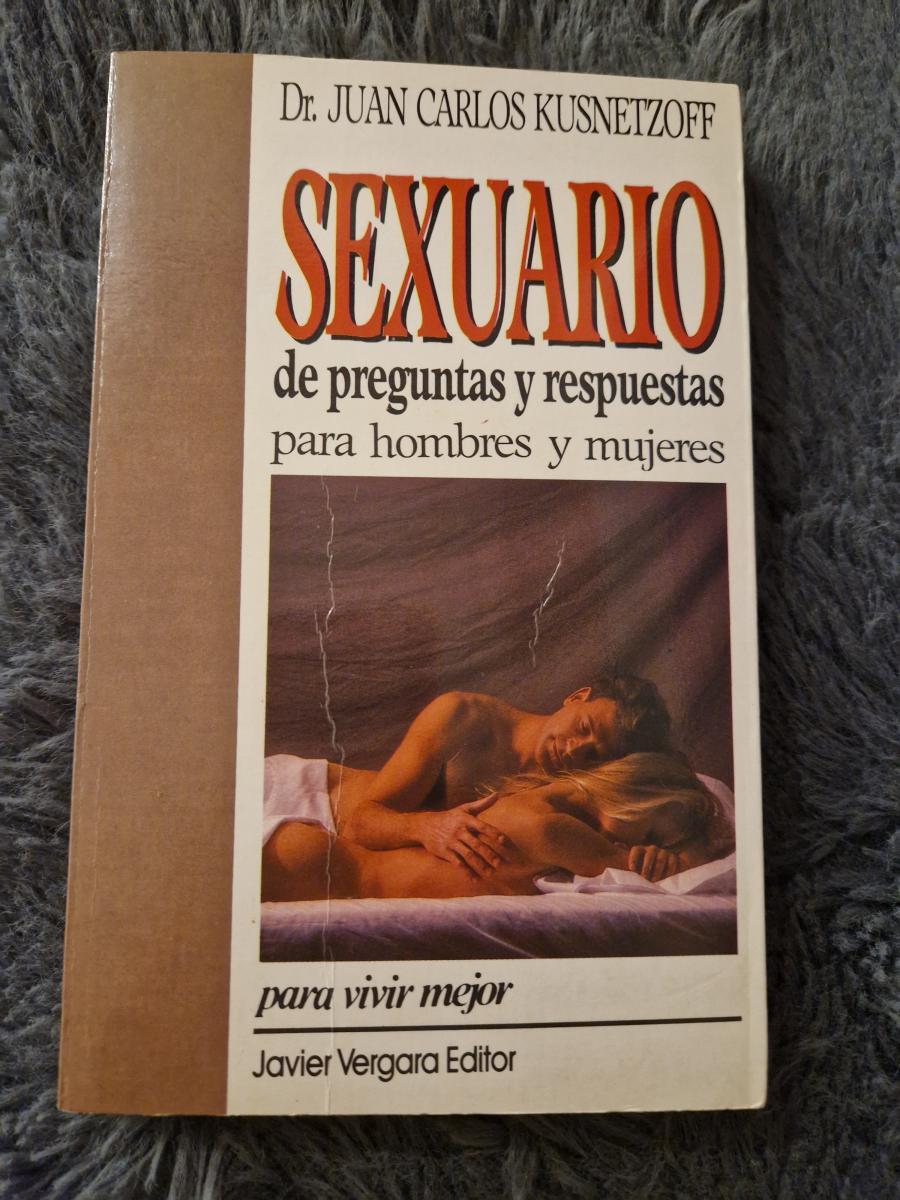 Dr. JUAN CARLOS KUSNETZOFF
SEXUARIO
de preguntas y respuestas
para hombres y mujeres
para vivir mejor
Javier Vergara Editor